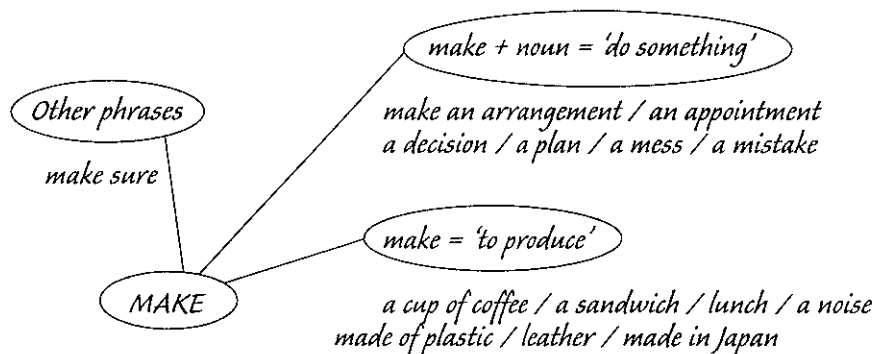 make + noun = 'do something'
make an arrangement / an appointment
a decision / a plan / a mess / a mistake
Other phrases
make sure
make = 'to produce'
MAKE
a cup of coffee / a sandwich / lunch / a noise
made of plastic / leather / made in Japan